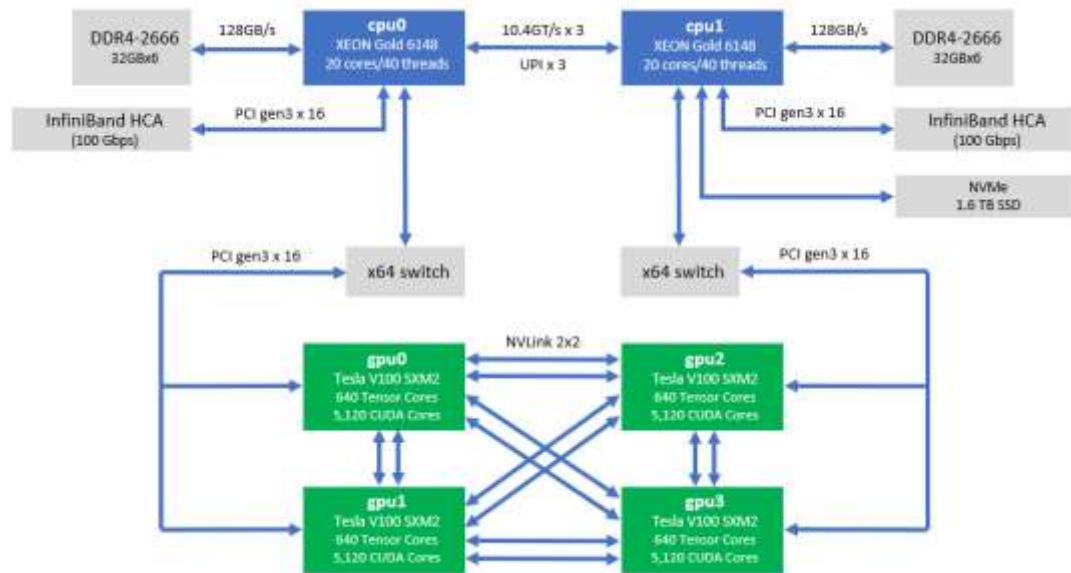 DDR4-2666
32GBx6
128GB/s
cpu0
XEON Gold 6148
20 cores/40 threads
10.4GT/s x 3
UPI x 3
cpu1
XEON Gold 6148
20 cores/40 threads
128GB/s
DDR4-2666
32GBx6
InfiniBand HCA
(100 Gbps)
PCI gen3 x 16
PCI gen3 x 16
InfiniBand HCA
(100 Gbps)
NVMe
1.6 TB SSD
PCI gen3 x 16
x64 switch
x64 switch
PCI gen3 x 16
gpu0
Tesla V100 SXM2
640 Tensor Cores
5,120 CUDA Cores
NVLink 2x2
gpu2
Tesla V100 SXM2
640 Tensor Cores
5,120 CUDA Cores
gpu1
Tesla V100 SXM2
640 Tensor Cores
5,120 CUDA Cores
gpu3
Tesla V100 SXM2
640 Tensor Cores
5,120 CUDA Cores